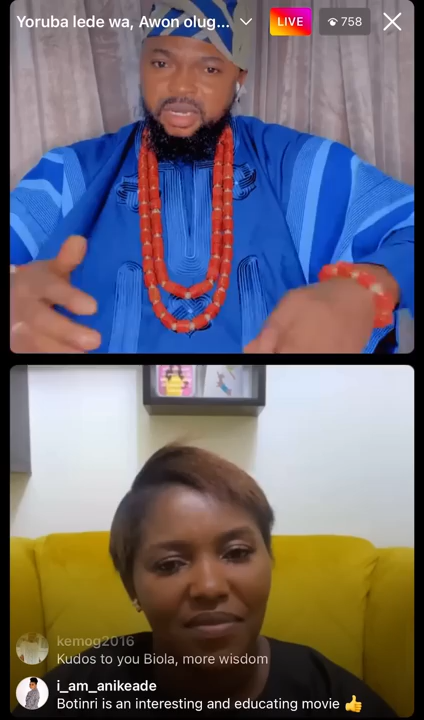 Yoruba lede wa, Awon olug...
LIVE
758
kemog2016
Kudos to you Biola, more wisdom
i_am_anikeade
Botinri is an interesting and educating movie 👍